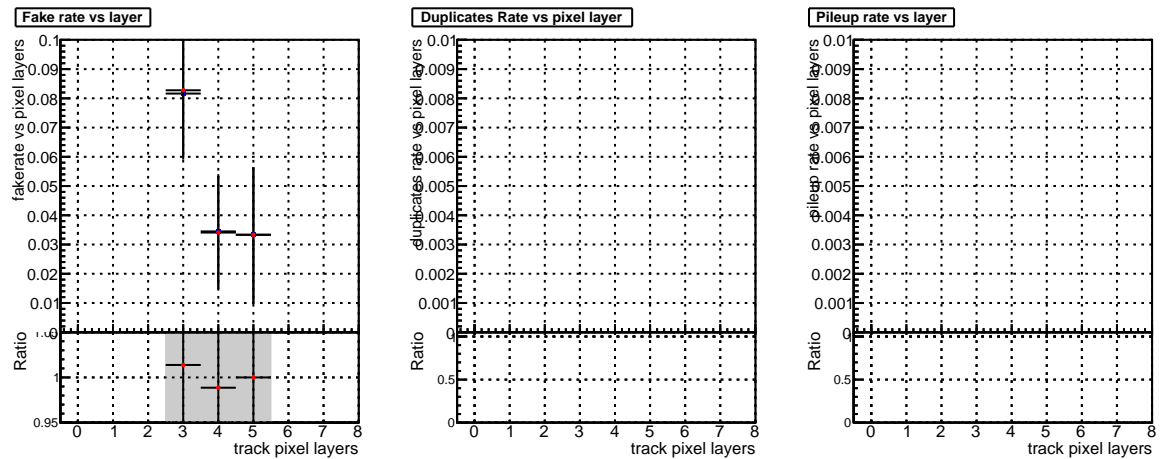 Fake rate vs layer
fakerate vs pixel layers
0.1
0.09
0.08
0.07
0.06
0.05
0.04
0.03
0.02
0.01
0
Ratio
1
0.95
0 1 2 3 4 5 6 7 8
track pixel layers
Duplicates Rate vs pixel layer
duplicates rate vs pixel layers
0.01
0.009
0.008
0.007
0.006
0.005
0.004
0.003
0.002
0.001
0
Ratio
1
0.5
0
0 1 2 3 4 5 6 7 8
track pixel layers
Pileup rate vs layer
pileup rate vs pixel layers
0.01
0.009
0.008
0.007
0.006
0.005
0.004
0.003
0.002
0.001
0
Ratio
1
0.5
0
0 1 2 3 4 5 6 7 8
track pixel layers